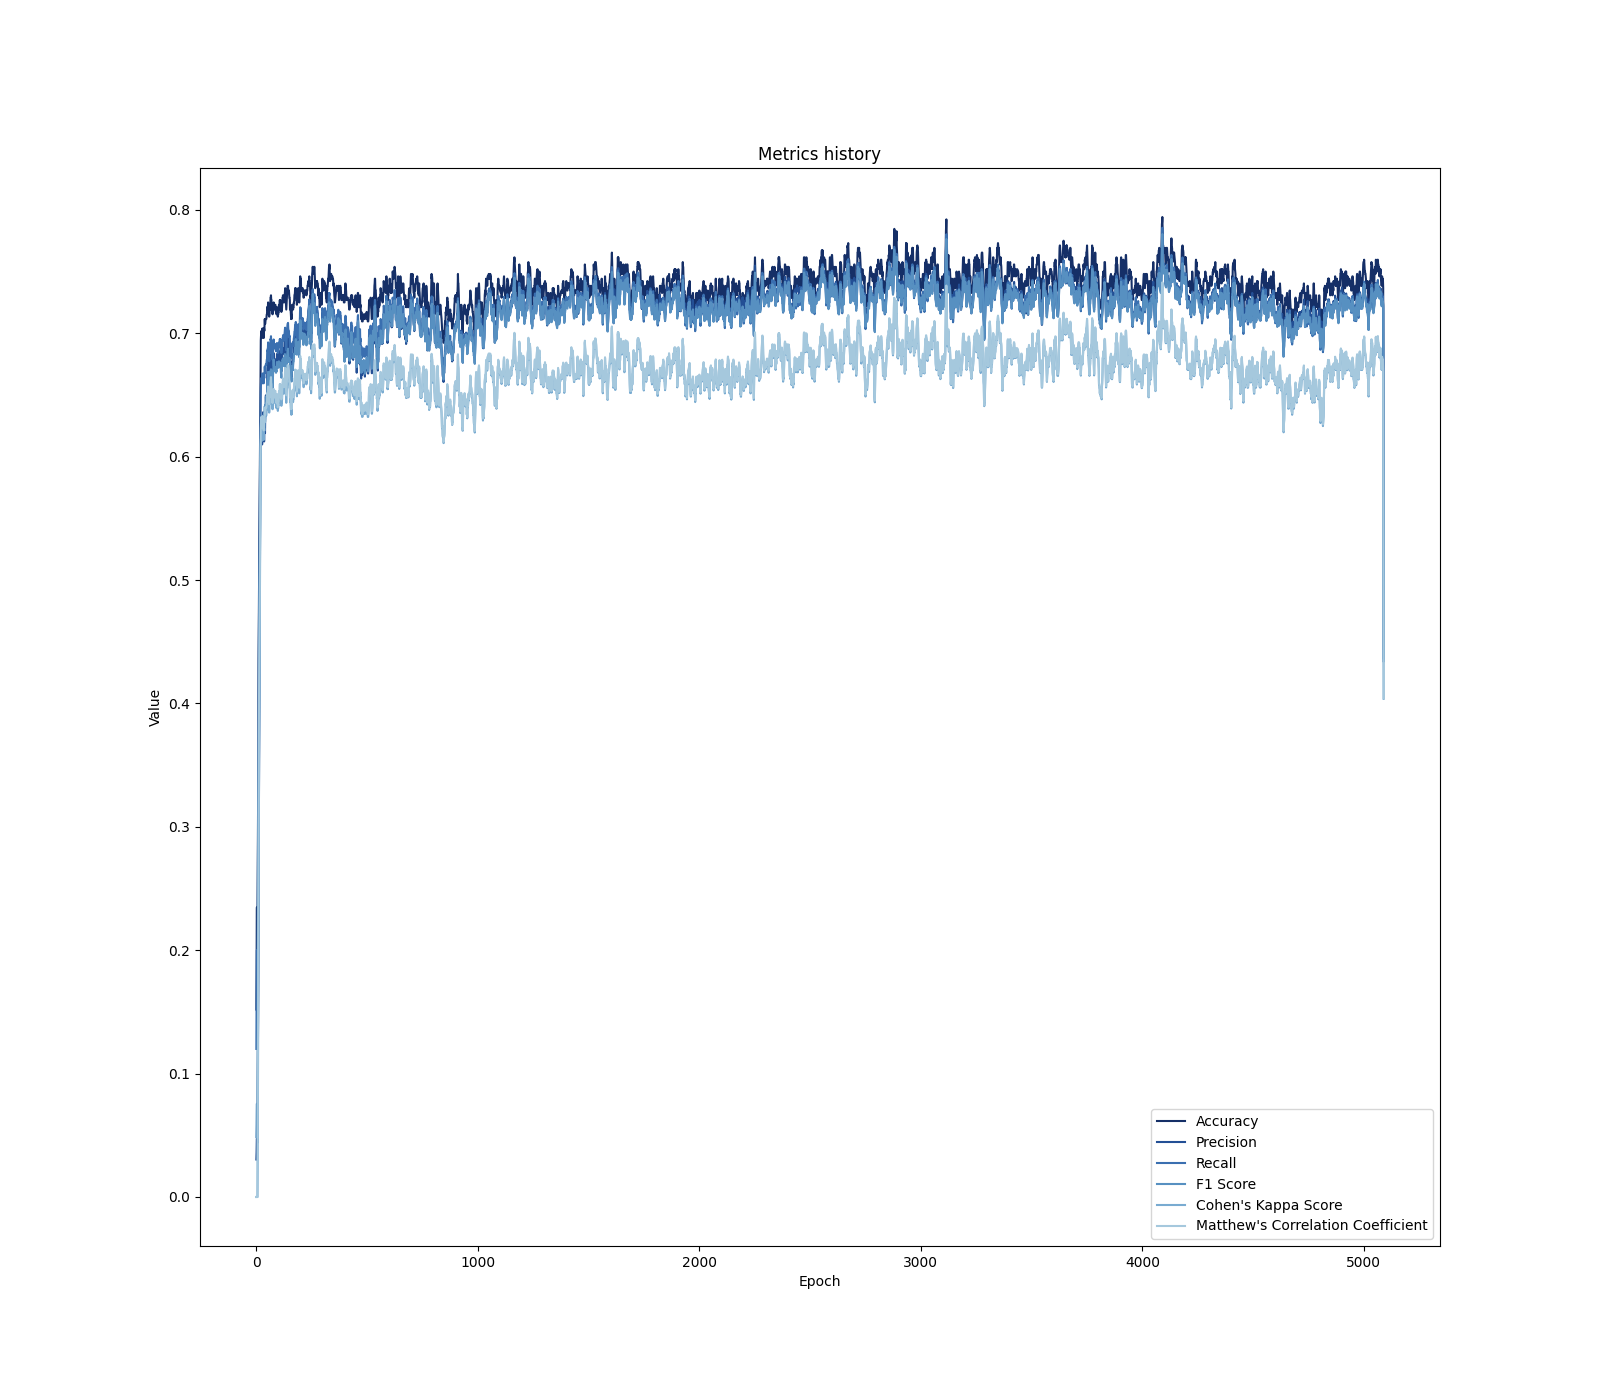 Metrics history
Value
0.8
0.7
0.6
0.5
0.4
0.3
0.2
0.1
0.0
Accuracy
Precision
Recall
F1 Score
Cohen's Kappa Score
Matthew's Correlation Coefficient
0 1000 2000 3000 4000 5000
Epoch